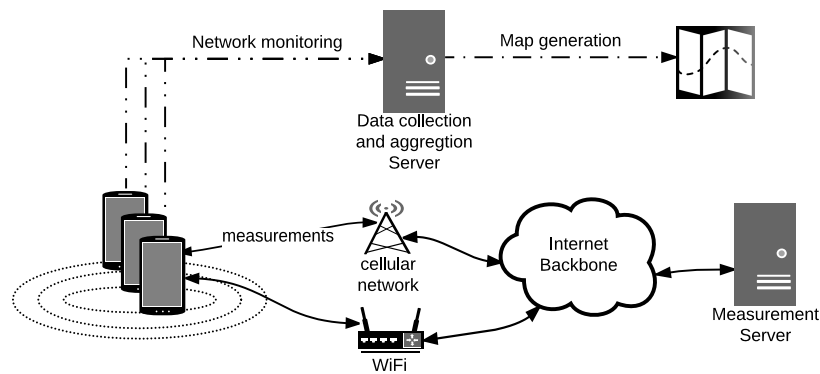 Network monitoring
Map generation
Data collection
and aggregtion
Server
measurements
cellular
network
Internet
Backbone
Measurement
Server
WiFi